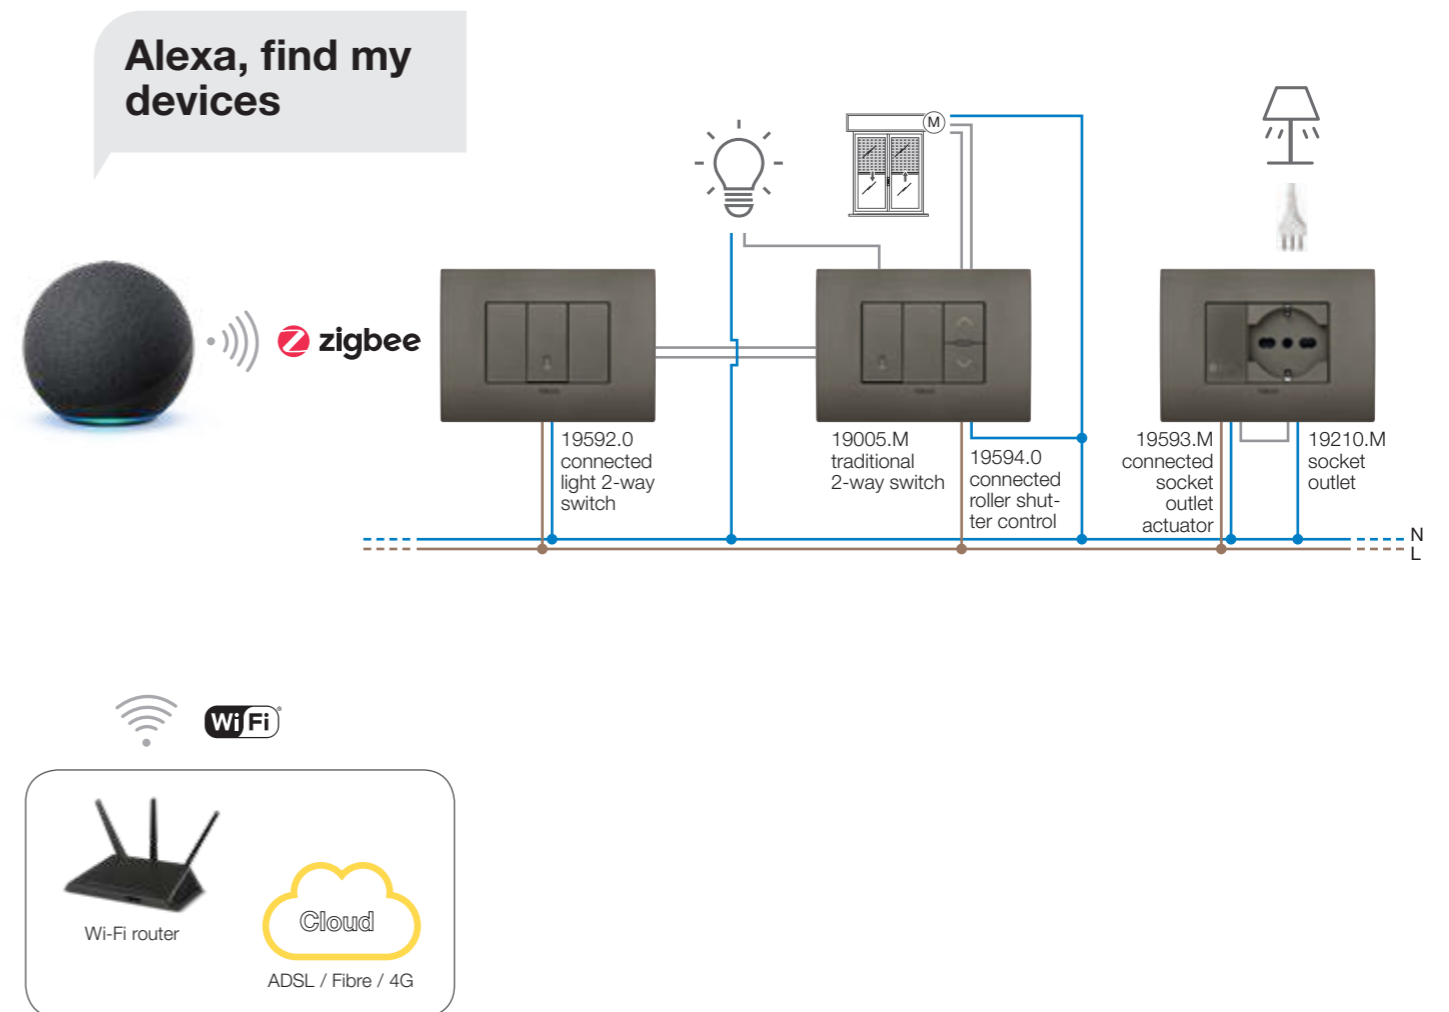 Alexa, find my
devices
M
zigbee
19592.0
connected
light 2-way
switch
19005.M
traditional
2-way switch
19594.0
connected
roller shut-
ter control
19593.M
connected
socket
outlet
actuator
19210.M
socket
outlet
N
L
Wi Fi
Wi-Fi router
Cloud
ADSL / Fibre / 4G